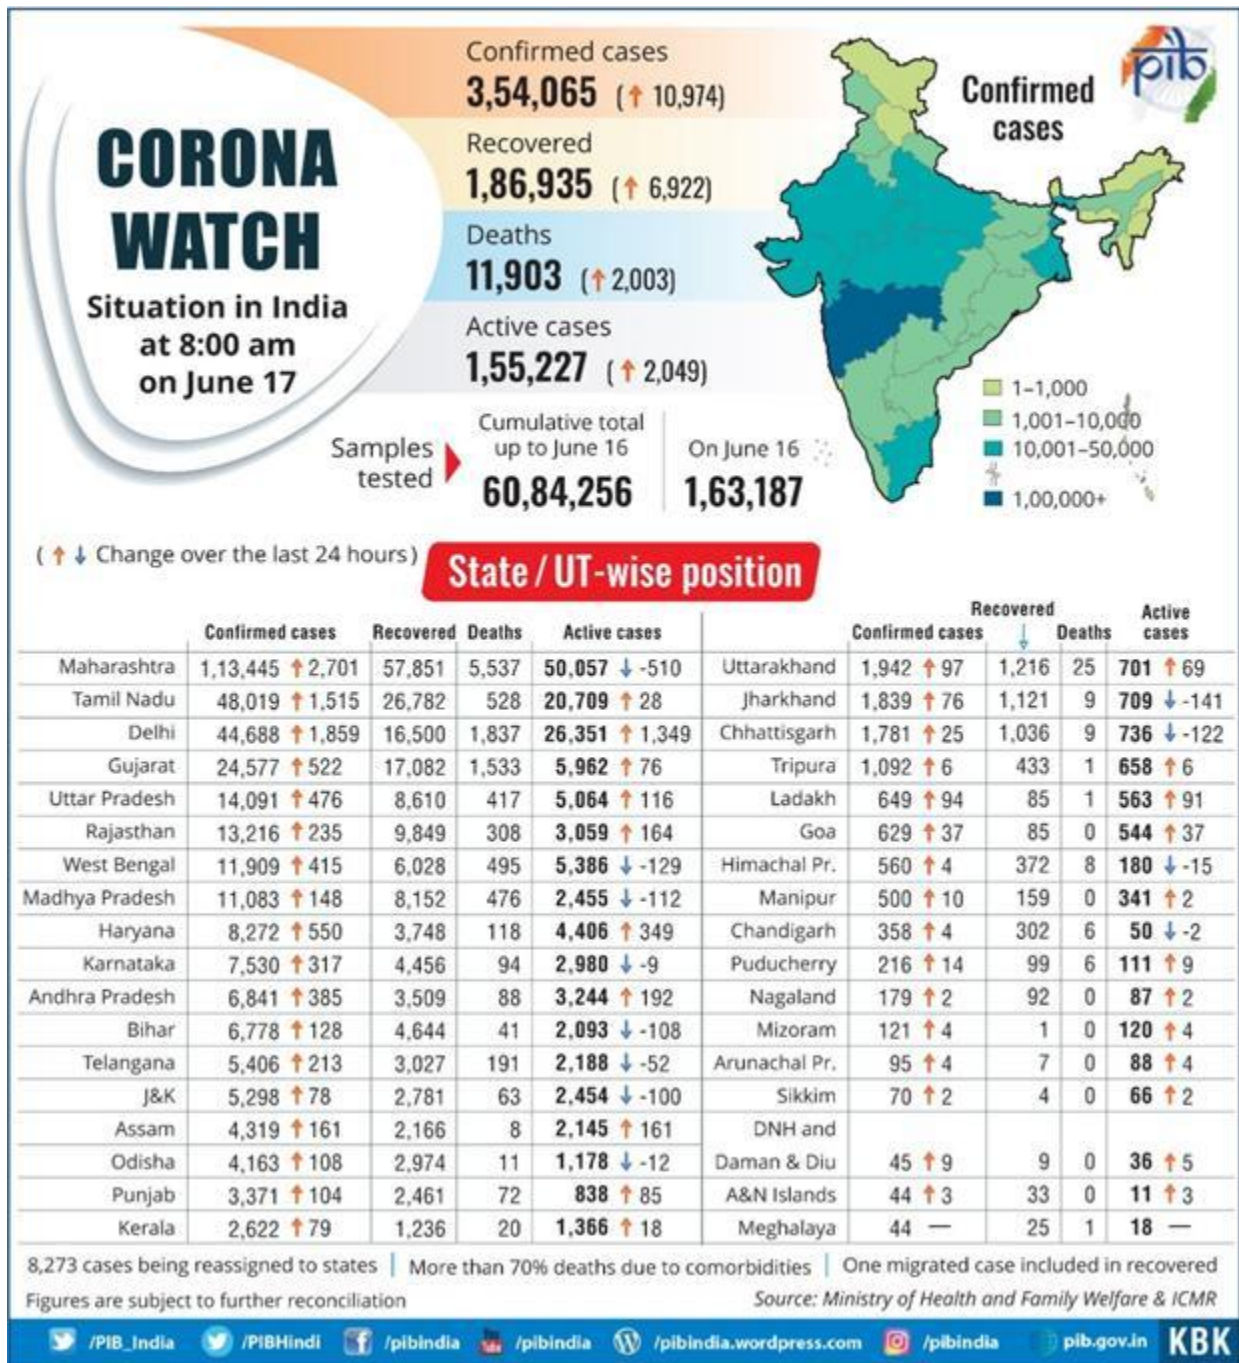 CORONA
WATCH
Situation in India
at 8:00 am
on June 17
Confirmed cases
3,54,065 (↑ 10,974)
Recovered
1,86,935 (↑ 6,922)
Deaths
11,903 (↑ 2,003)
Active cases
1,55,227 (↑ 2,049)
Confirmed
cases
pib
1–1,000
1,001–10,000
10,001–50,000
1,00,000+
Samples
tested
Cumulative total
up to June 16
60,84,256
On June 16
1,63,187
(↑ ↓ Change over the last 24 hours)
State / UT-wise position
Confirmed cases Recovered Deaths Active cases
Maharashtra 1,13,445 ↑ 2,701 57,851 5,537 50,057 ↓ -510
Tamil Nadu 48,019 ↑ 1,515 26,782 528 20,709 ↑ 28
Delhi 44,688 ↑ 1,859 16,500 1,837 26,351 ↑ 1,349
Gujarat 24,577 ↑ 522 17,082 1,533 5,962 ↑ 76
Uttar Pradesh 14,091 ↑ 476 8,610 417 5,064 ↑ 116
Rajasthan 13,216 ↑ 235 9,849 308 3,059 ↑ 164
West Bengal 11,909 ↑ 415 6,028 495 5,386 ↓ -129
Madhya Pradesh 11,083 ↑ 148 8,152 476 2,455 ↓ -112
Haryana 8,272 ↑ 550 3,748 118 4,406 ↑ 349
Karnataka 7,530 ↑ 317 4,456 94 2,980 ↓ -9
Andhra Pradesh 6,841 ↑ 385 3,509 88 3,244 ↑ 192
Bihar 6,778 ↑ 128 4,644 41 2,093 ↓ -108
Telangana 5,406 ↑ 213 3,027 191 2,188 ↓ -52
J&K 5,298 ↑ 78 2,781 63 2,454 ↓ -100
Assam 4,319 ↑ 161 2,166 8 2,145 ↑ 161
Odisha 4,163 ↑ 108 2,974 11 1,178 ↓ -12
Punjab 3,371 ↑ 104 2,461 72 838 ↑ 85
Kerala 2,622 ↑ 79 1,236 20 1,366 ↑ 18
Confirmed cases Recovered Deaths Active
cases
Uttarakhand 1,942 ↑ 97 1,216 25 701 ↑ 69
Jharkhand 1,839 ↑ 76 1,121 9 709 ↓ -141
Chhattisgarh 1,781 ↑ 25 1,036 9 736 ↓ -122
Tripura 1,092 ↑ 6 433 1 658 ↑ 6
Ladakh 649 ↑ 94 85 1 563 ↑ 91
Goa 629 ↑ 37 85 0 544 ↑ 37
Himachal Pr. 560 ↑ 4 372 8 180 ↓ -15
Manipur 500 ↑ 10 159 0 341 ↑ 2
Chandigarh 358 ↑ 4 302 6 50 ↓ -2
Puducherry 216 ↑ 14 99 6 111 ↑ 9
Nagaland 179 ↑ 2 92 0 87 ↑ 2
Mizoram 121 ↑ 4 1 0 120 ↑ 4
Arunachal Pr. 95 ↑ 4 7 0 88 ↑ 4
Sikkim 70 ↑ 2 4 0 66 ↑ 2
DNH and
Daman & Diu 45 ↑ 9 9 0 36 ↑ 5
A&N Islands 44 ↑ 3 33 0 11 ↑ 3
Meghalaya 44 — 25 1 18 —
8,273 cases being reassigned to states | More than 70% deaths due to comorbidities | One migrated case included in recovered
Figures are subject to further reconciliation
Source: Ministry of Health and Family Welfare & ICMR
/PIB_India /PIBHindi /pibindia /pibindia /pibindia.wordpress.com /pibindia pib.gov.in KBK